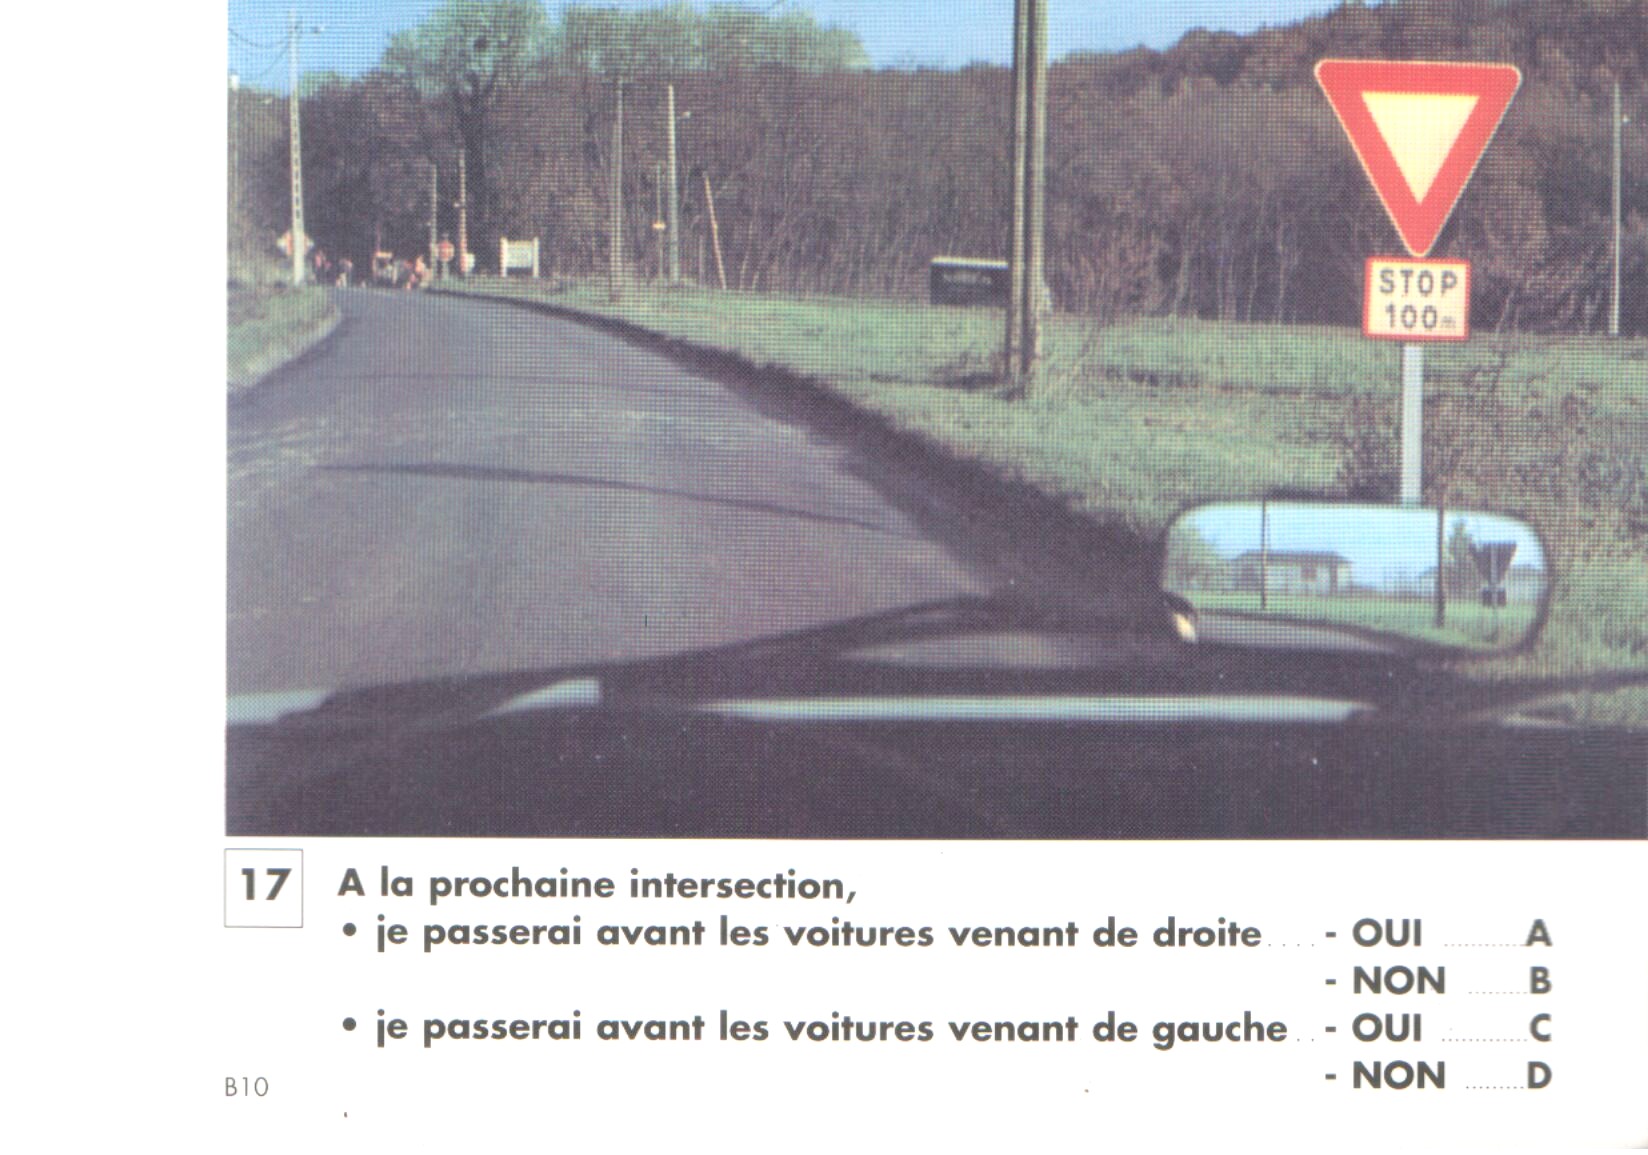 STOP
100m
17 A la prochaine intersection,
• je passerai avant les voitures venant de droite .... - OUI ........ A
- NON ...... B
• je passerai avant les voitures venant de gauche .. - OUI ........ C
- NON ...... D
B10